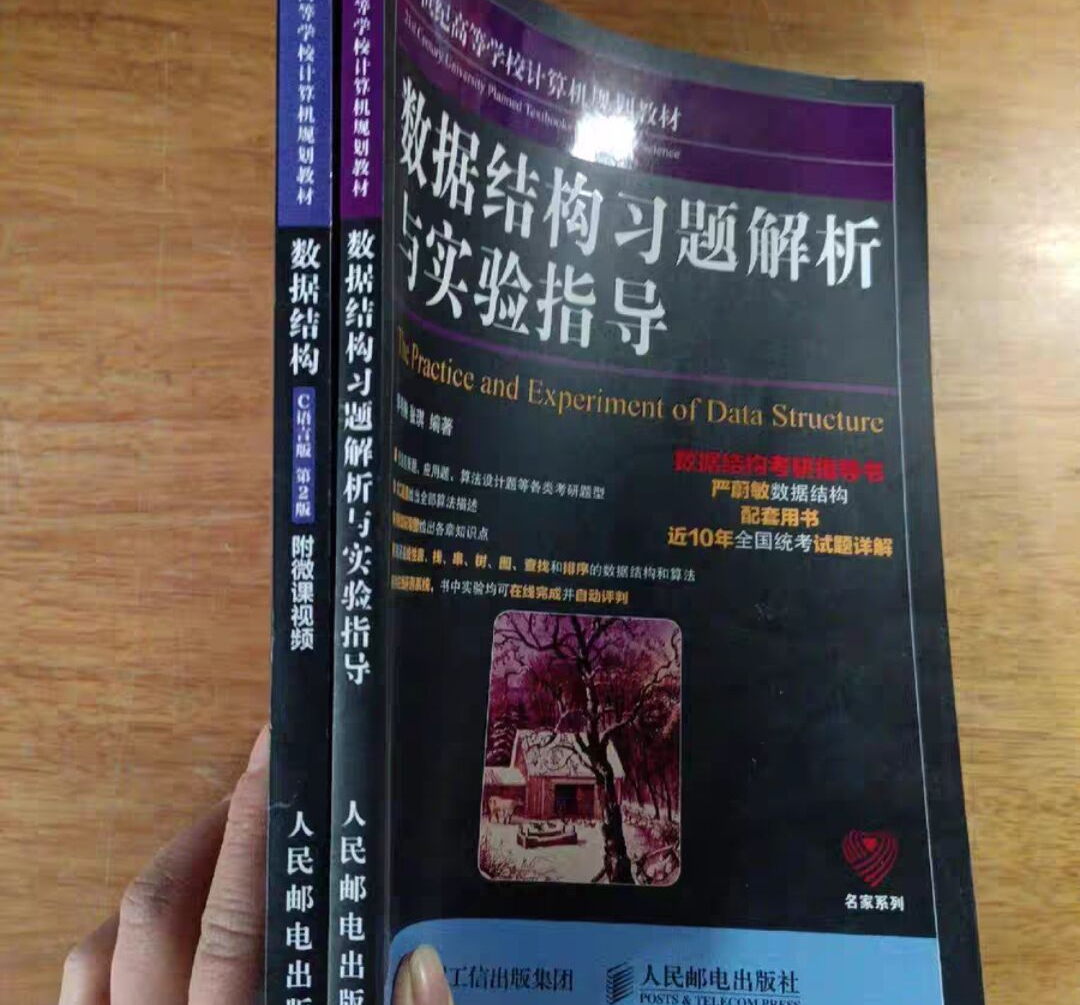 等学校计算机规划教材
数据结构
C语言版 第2版
附微课视频
人民邮电出版
等学校计算机规划教材
数据结构习题解析与实验指导
人民邮电出版
世纪高等学校计算机规划教材
21st Century University Planned Textbooks Science
数据结构习题解析
与实验指导
The Practice and Experiment of Data Structure
编著
数据结构考研指导书
严蔚敏数据结构
配套用书
近10年全国统考试题详解
应用题、算法设计题等各类考研题型
出全部算法描述
给出各章知识点
栈、串、树、图、查找和排序的数据结构和算法
书中实验均可在线完成并自动评判
名家系列
工信出版集团
人民邮电出版社
POSTS & TELECOM PRESS